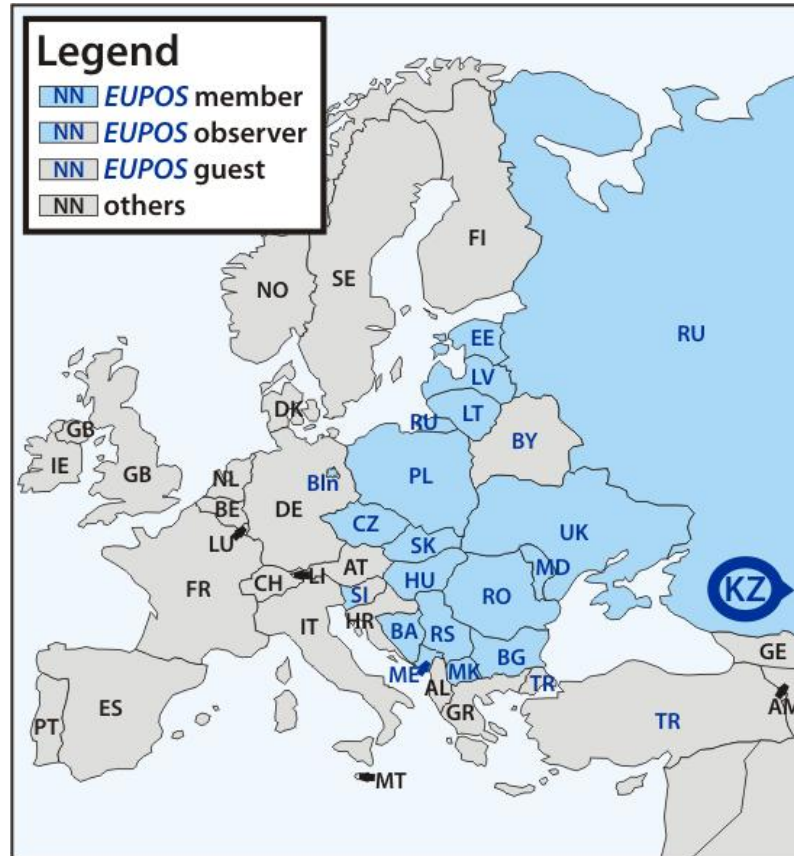 Legend
NN EUPOS member
NN EUPOS observer
NN EUPOS guest
NN others
FI
SE
NO
RU
EE
LV
DK
LT
RU
GB
BY
IE
GB
NL
Bln
PL
BE
DE
CZ
UK
LU
SK
AT
MD
LI
HU
KZ
FR
CH
SI
RO
HR
IT
BA
RS
GE
BG
ME
MK
AL
TR
AM
ES
GR
PT
TR
MT